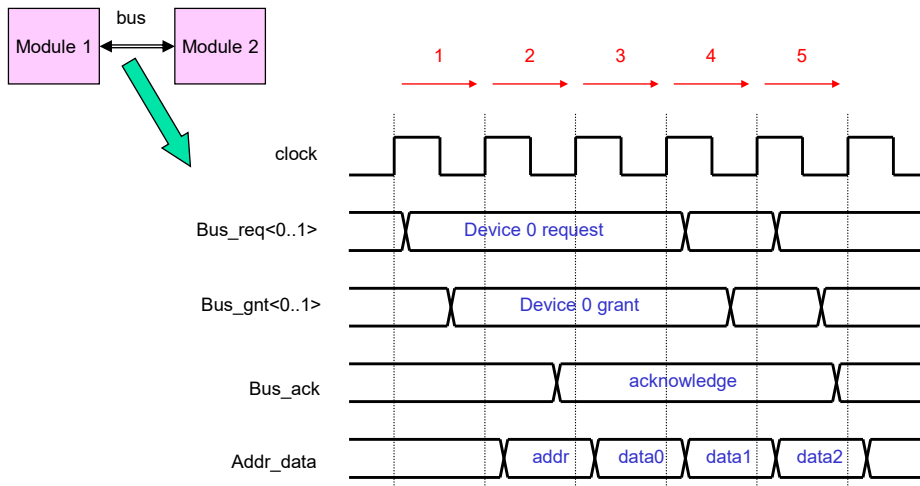 bus
Module 1
Module 2
1 2 3 4 5
clock
Bus_req<0..1>
Device 0 request
Bus_gnt<0..1>
Device 0 grant
Bus_ack
acknowledge
Addr_data
addr data0 data1 data2